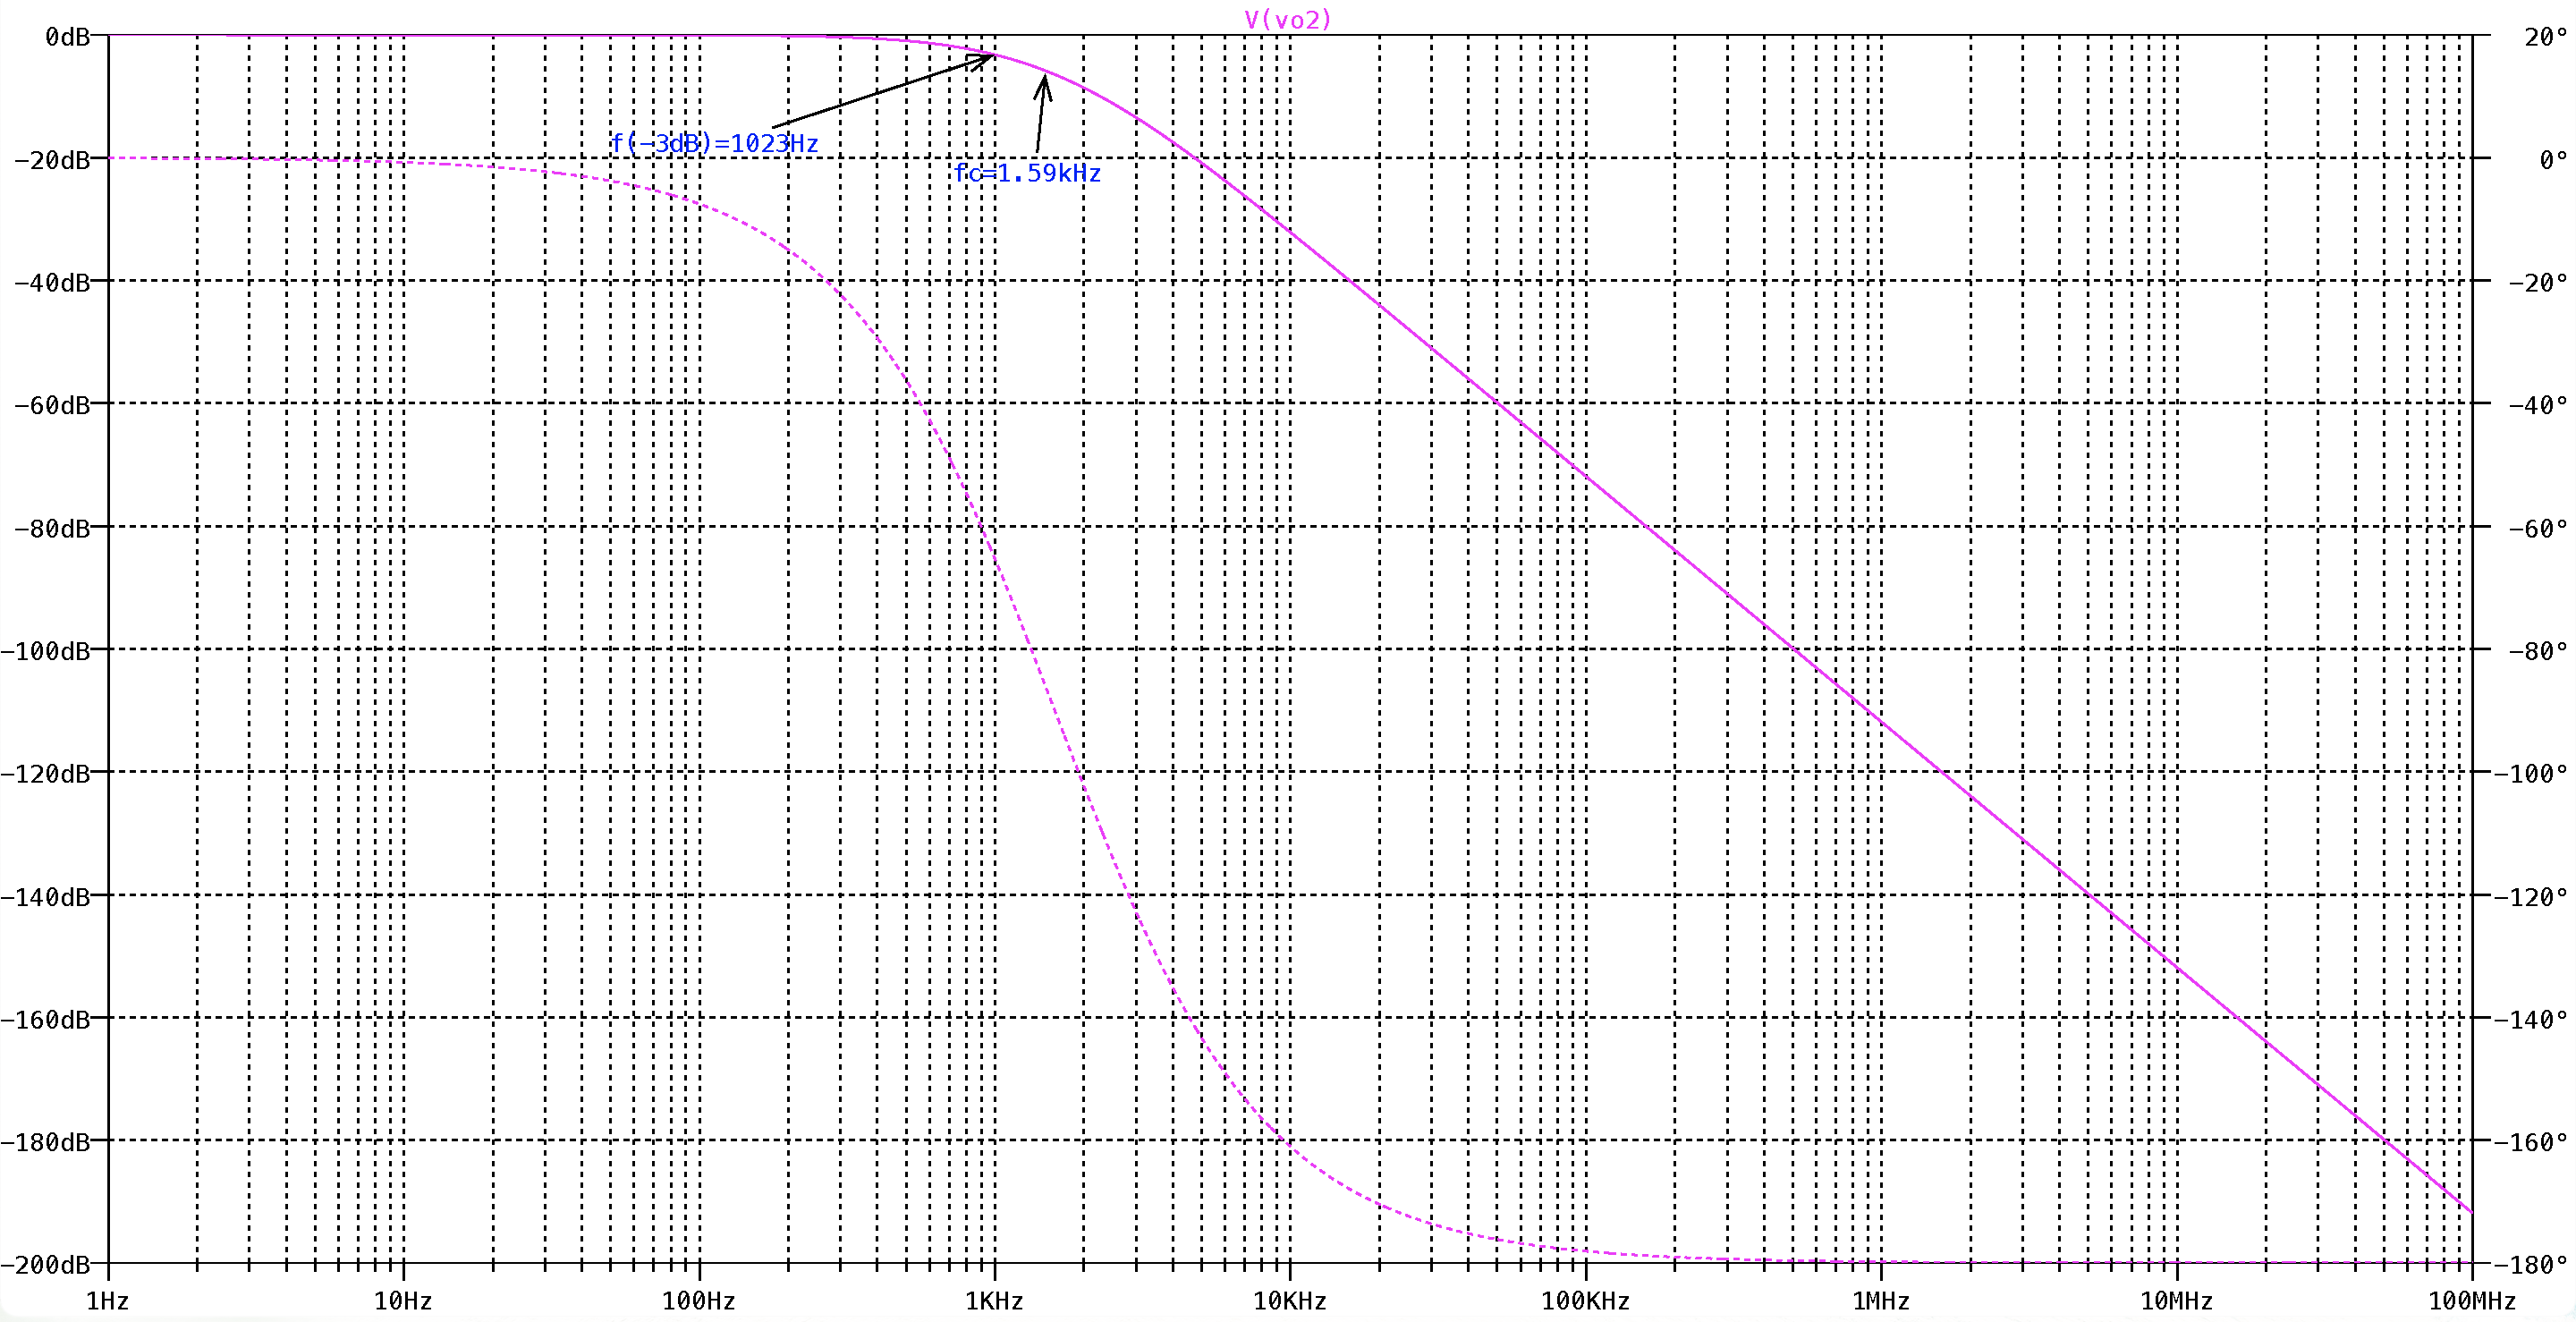 V(vo2)
0dB
20°
f(−3dB)=1023Hz
−20dB
0°
fc=1.59kHz
−40dB
−20°
−60dB
−40°
−80dB
−60°
−100dB
−80°
−120dB
−100°
−140dB
−120°
−160dB
−140°
−180dB
−160°
−200dB
−180°
1Hz 10Hz 100Hz 1KHz 10KHz 100KHz 1MHz 10MHz 100MHz